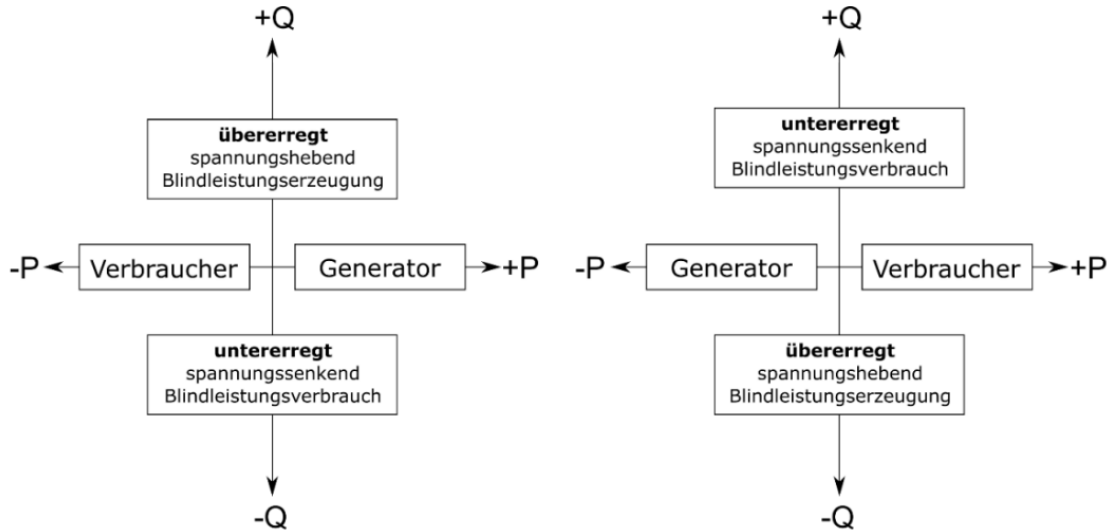 +Q
übererregt
spannungshebend
Blindleistungserzeugung
-P
Verbraucher
Generator
+P
untererregt
spannungssenkend
Blindleistungsverbrauch
-Q
+Q
untererregt
spannungssenkend
Blindleistungsverbrauch
-P
Generator
Verbraucher
+P
übererregt
spannungshebend
Blindleistungserzeugung
-Q